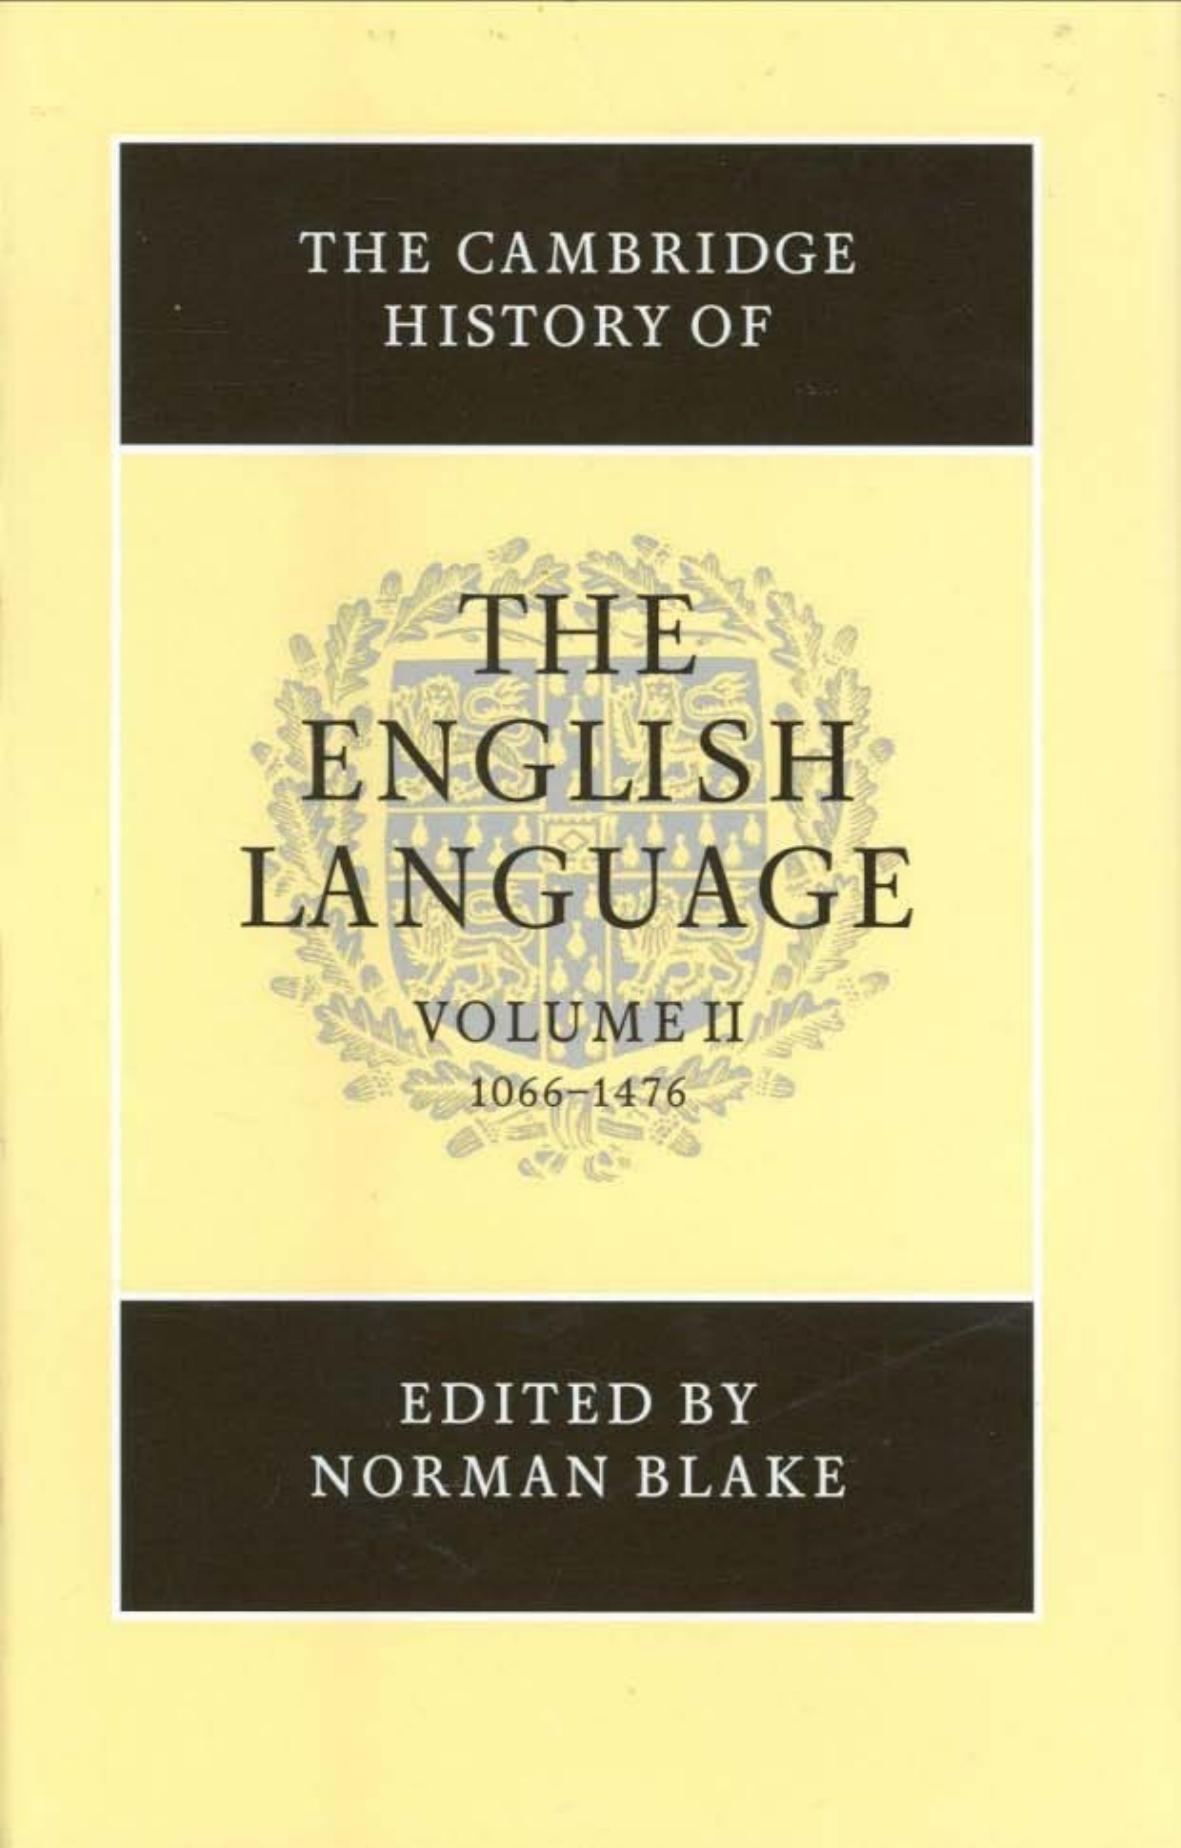 THE CAMBRIDGE
HISTORY OF
THE
ENGLISH
LANGUAGE
VOLUME II
1066–1476
EDITED BY
NORMAN BLAKE